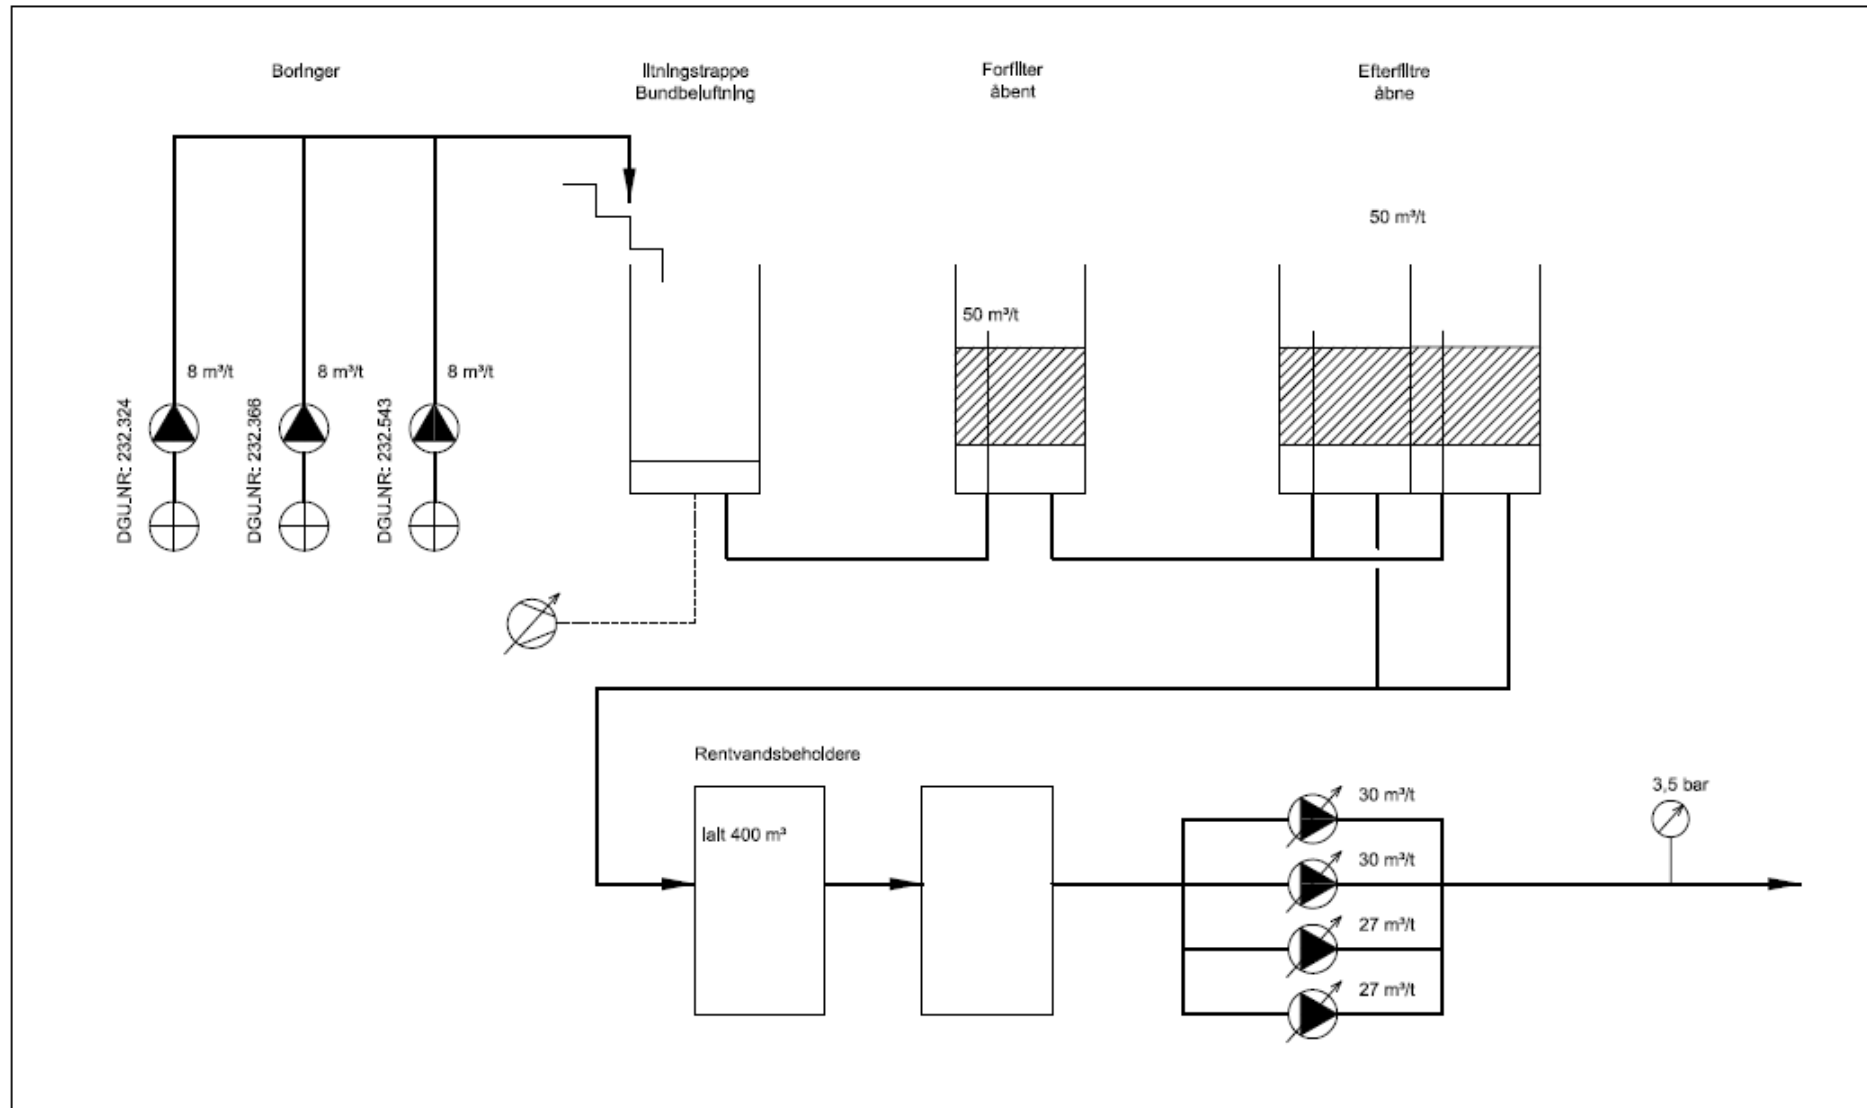 Boringer
Iltningstrappe
Bundbeluftning
Forfilter
åbent
Efterfiltre
åbne
50 m³/t
50 m³/t
8 m³/t
8 m³/t
8 m³/t
DGU.NR: 232.324
DGU.NR: 232.366
DGU.NR: 232.543
Rentvandsbeholdere
Ialt 400 m³
30 m³/t
30 m³/t
27 m³/t
27 m³/t
3,5 bar